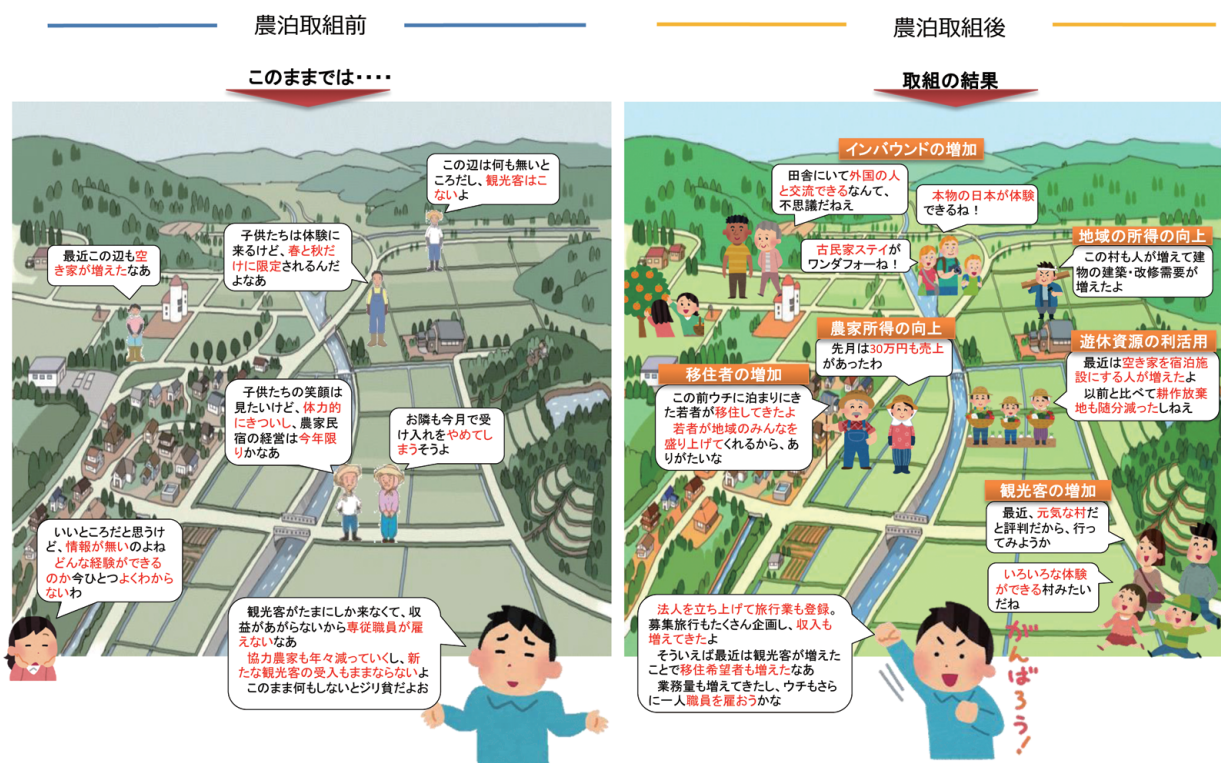 農泊取組前
このままでは・・・・
この辺は何も無いと
ころだし、観光客はこ
ないよ
子供たちは体験に
来るけど、春と秋だ
けに限定されるんだ
よなあ
最近この辺も空
き家が増えたなあ
子供たちの笑顔は
見たいけど、体力的
にきついし、農家民
宿の経営は今年限
りかなあ
お隣も今月で受
け入れをやめてし
まうそうよ
いいところだと思うけ
ど、情報が無いのよね
どんな経験ができる
のか今ひとつよくわから
ないわ
観光客がたまにしか来なくて、収
益があがらないから専従職員が雇
えないなあ
協力農家も年々減っていくし、新
たな観光客の受入もままならないよ
このまま何もしないとジリ貧だよお
農泊取組後
取組の結果
インバウンドの増加
田舎にいて外国の人
と交流できるなんて、
不思議だねえ
本物の日本が体験
できるね！
古民家ステイが
ワンダフォーね！
地域の所得の向上
この村も人が増えて建
物の建築・改修需要が
増えたよ
農家所得の向上
先月は30万円も売上
があったわ
遊休資源の利活用
最近は空き家を宿泊施
設にする人が増えたよ
以前と比べて耕作放棄
地も随分減ったしねえ
移住者の増加
この前ウチに泊まりにき
た若者が移住してきたよ
若者が地域のみんなを
盛り上げてくれるから、あ
りがたいな
観光客の増加
最近、元気な村だ
と評判だから、行っ
てみようか
いろいろな体験
ができる村みたい
だね
法人を立ち上げて旅行業も登録。
募集旅行もたくさん企画し、収入も
増えてきたよ
そういえば最近は観光客が増えた
ことで移住希望者も増えたなあ
業務量も増えてきたし、ウチもさら
に一人職員を雇おうかな
がんばろう！